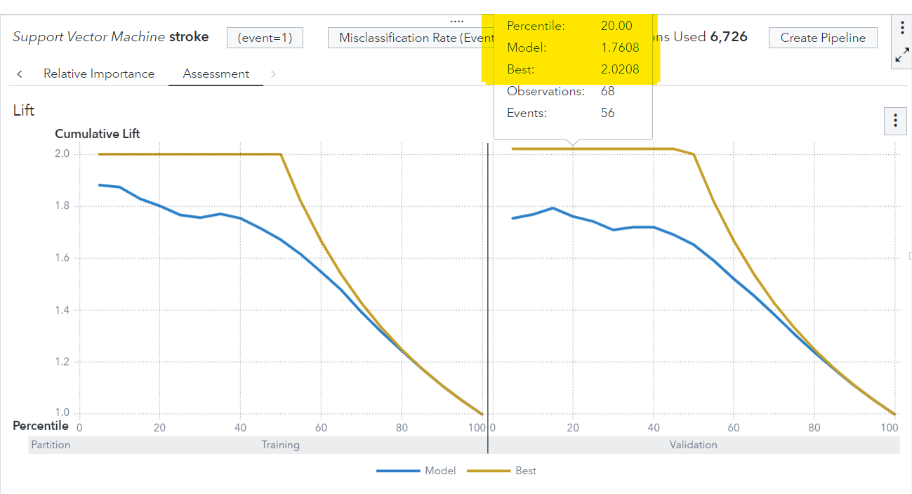 Support Vector Machine stroke (event=1) Misclassification Rate (Event ns Used 6,726 Create Pipeline
Percentile: 20.00
Model: 1.7608
Best: 2.0208
Observations: 68
Events: 56
< Relative Importance Assessment >
Lift
Cumulative Lift
2.0
1.8
1.6
1.4
1.2
1.0
Percentile 0 20 40 60 80 100 0 20 40 60 80 100
Partition Training Validation
Model Best